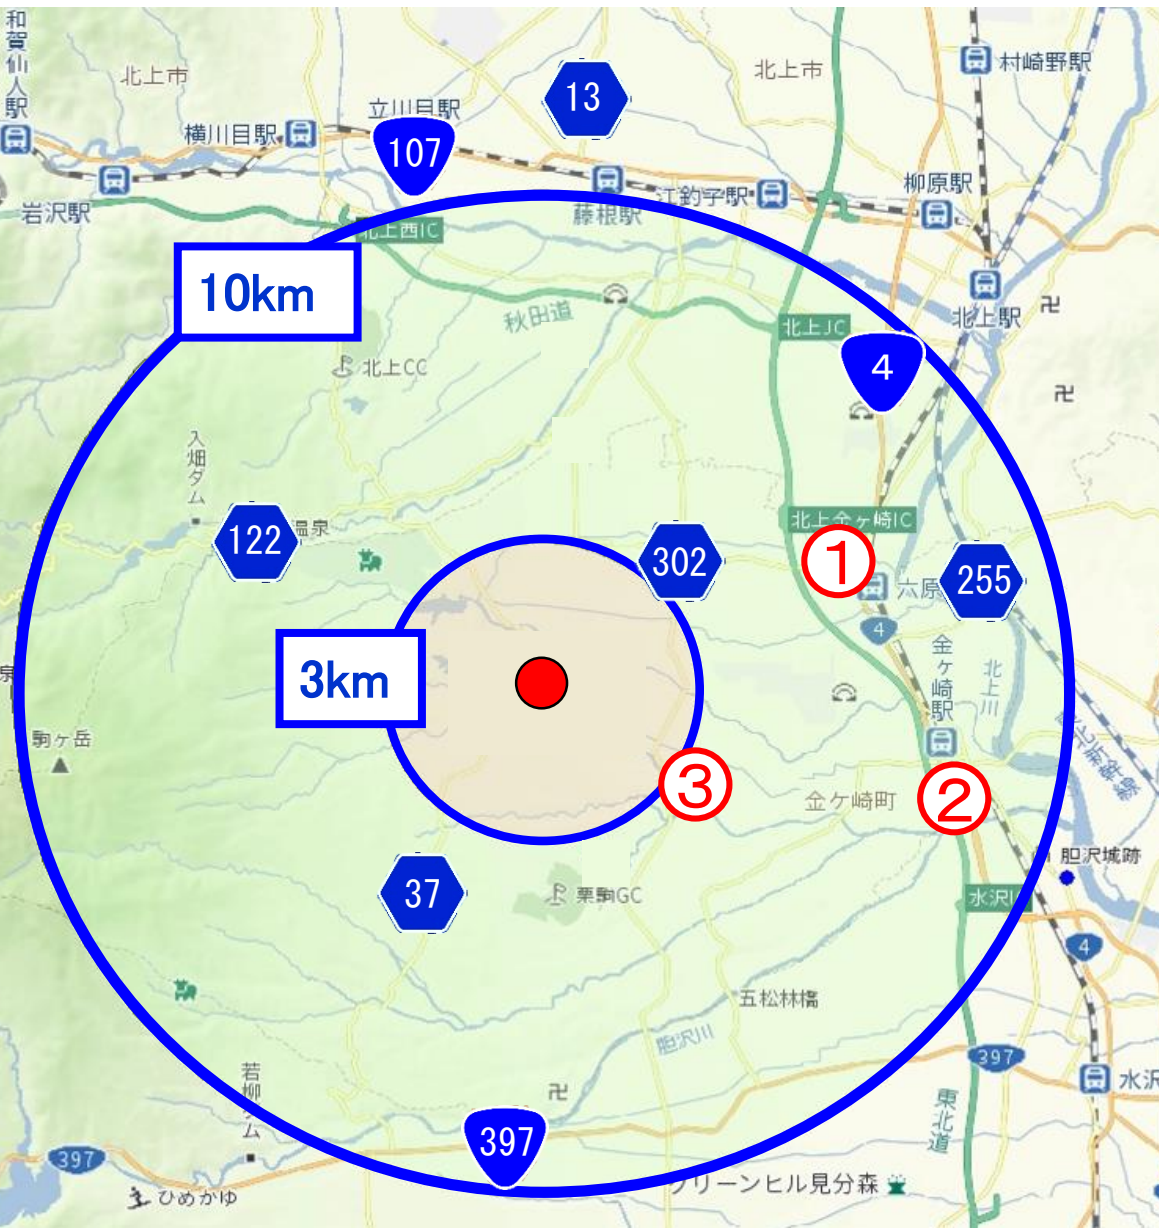 和賀仙人駅
北上市
立川目駅
13
北上市
村崎野駅
横川目駅
107
岩沢駅
江釣子駅
柳原駅
藤根駅
北上西IC
10km
秋田道
北上JC
北上駅
卍
北上CC
4
卍
入畑ダム
北上金ヶ崎IC
122
温泉
302
①
六原
255
4
3km
金ヶ崎駅
北上川
泉
駒ヶ岳
③
金ケ崎町
②
胆沢城跡
37
栗駒GC
水沢I
4
五松林橋
胆沢川
397
若柳
ム
卍
水沢
東北道
397
397
ひめかゆ
グリーンヒル見分森